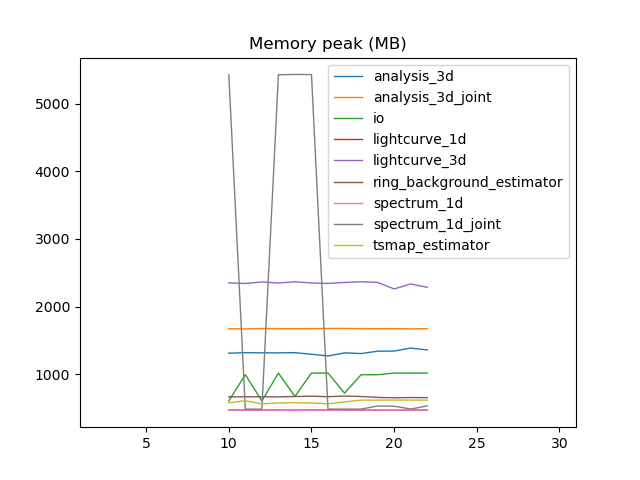 Memory peak (MB)
5000
4000
3000
2000
1000
5 10 15 20 25 30
analysis_3d
analysis_3d_joint
io
lightcurve_1d
lightcurve_3d
ring_background_estimator
spectrum_1d
spectrum_1d_joint
tsmap_estimator